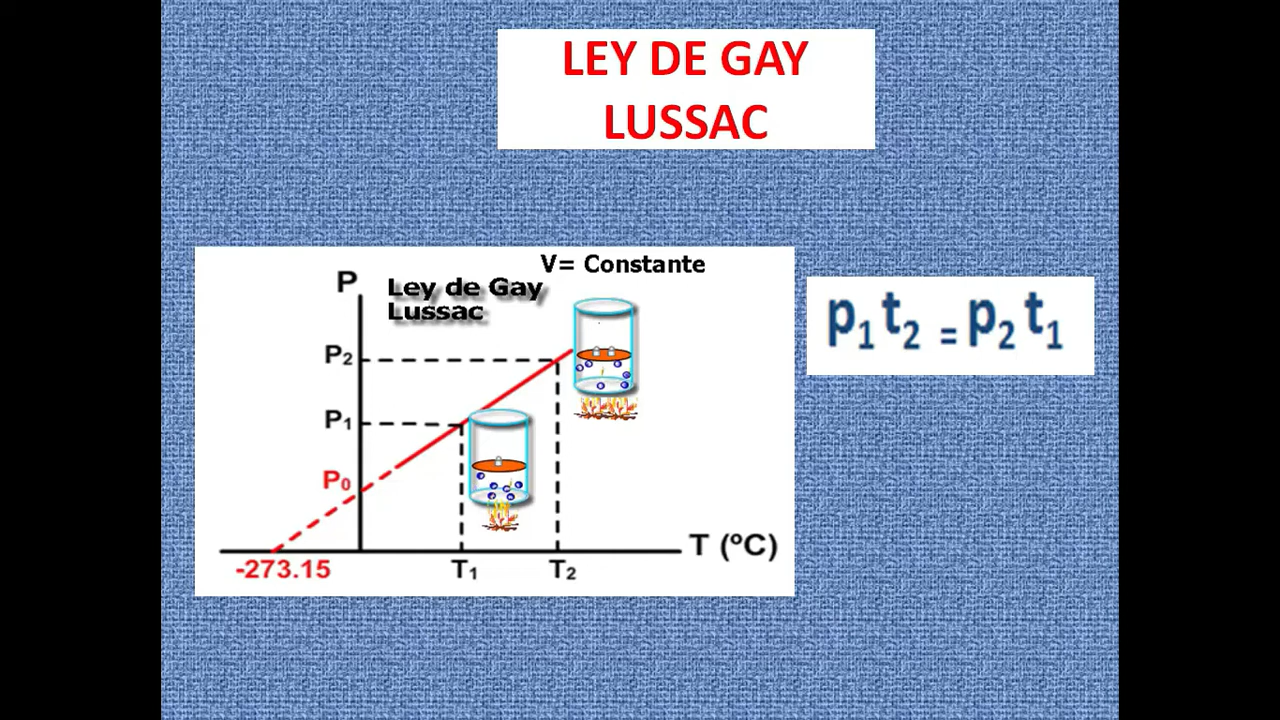 LEY DE GAY
LUSSAC
V= Constante
P
Ley de Gay
Lussac
P₂
P₁
P₀
-273.15
T₁
T₂
T (ºC)
p₁t₂ = p₂t₁